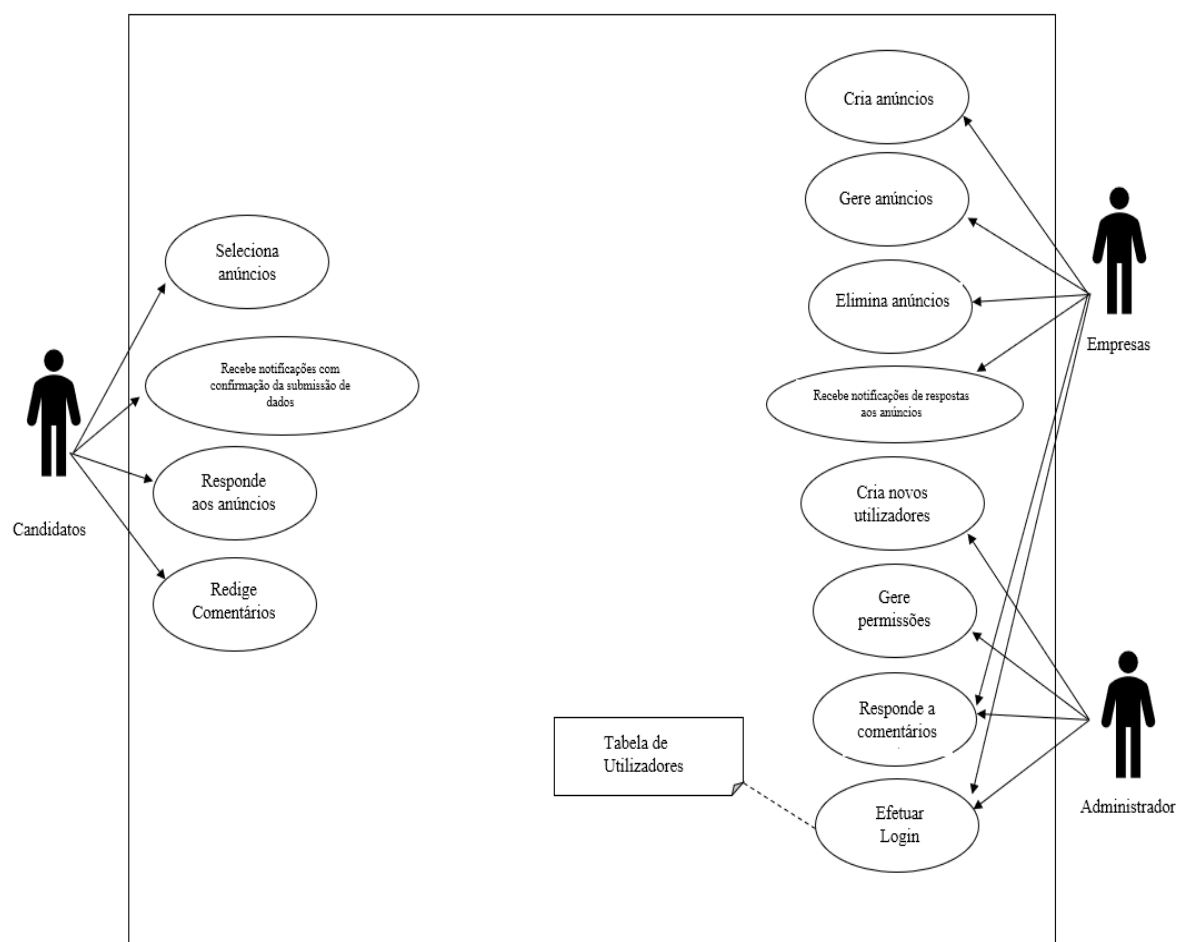 Cria anúncios
Gere anúncios
Seleciona
anúncios
Elimina anúncios
Empresas
Recebe notificações com
confirmação da submissão de
dados
Recebe notificações de respostas
aos anúncios
Responde
aos anúncios
Candidatos
Cria novos
utilizadores
Redige
Comentários
Gere
permissões
Responde a
comentários
Tabela de
Utilizadores
Administrador
Efetuar
Login